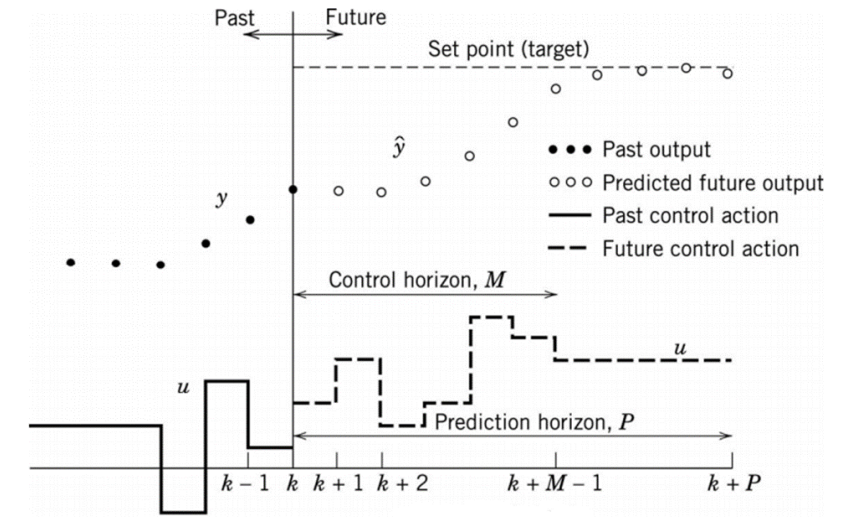 Past Future
Set point (target)
ŷ
y
Past output
Predicted future output
Past control action
Future control action
Control horizon, M
u
u
Prediction horizon, P
k – 1 k k + 1 k + 2 k + M – 1 k + P